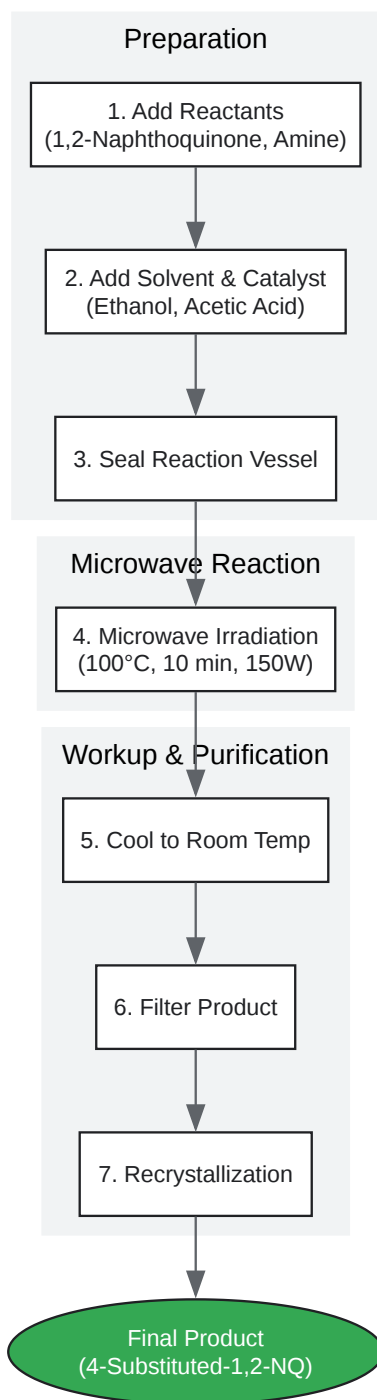 Preparation
1. Add Reactants
(1,2-Naphthoquinone, Amine)
2. Add Solvent & Catalyst
(Ethanol, Acetic Acid)
3. Seal Reaction Vessel
Microwave Reaction
4. Microwave Irradiation
(100°C, 10 min, 150W)
Workup & Purification
5. Cool to Room Temp
6. Filter Product
7. Recrystallization
Final Product
(4-Substituted-1,2-NQ)